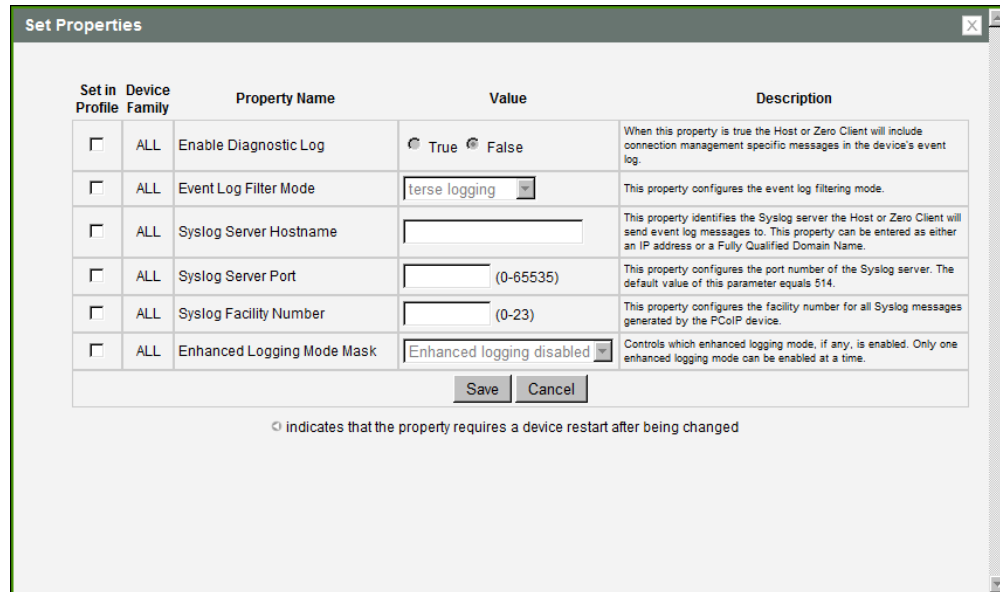 Set Properties
X
Set in Profile
Device Family
Property Name
Value
Description
ALL
Enable Diagnostic Log
True
False
When this property is true the Host or Zero Client will include
connection management specific messages in the device's event
log.
ALL
Event Log Filter Mode
terse logging
This property configures the event log filtering mode.
ALL
Syslog Server Hostname
This property identifies the Syslog server the Host or Zero Client will
send event log messages to. This property can be entered as either
an IP address or a Fully Qualified Domain Name.
ALL
Syslog Server Port
(0-65535)
This property configures the port number of the Syslog server. The
default value of this parameter equals 514.
ALL
Syslog Facility Number
(0-23)
This property configures the facility number for all Syslog messages
generated by the PCoIP device.
ALL
Enhanced Logging Mode Mask
Enhanced logging disabled
Controls which enhanced logging mode, if any, is enabled. Only one
enhanced logging mode can be enabled at a time.
Save
Cancel
indicates that the property requires a device restart after being changed